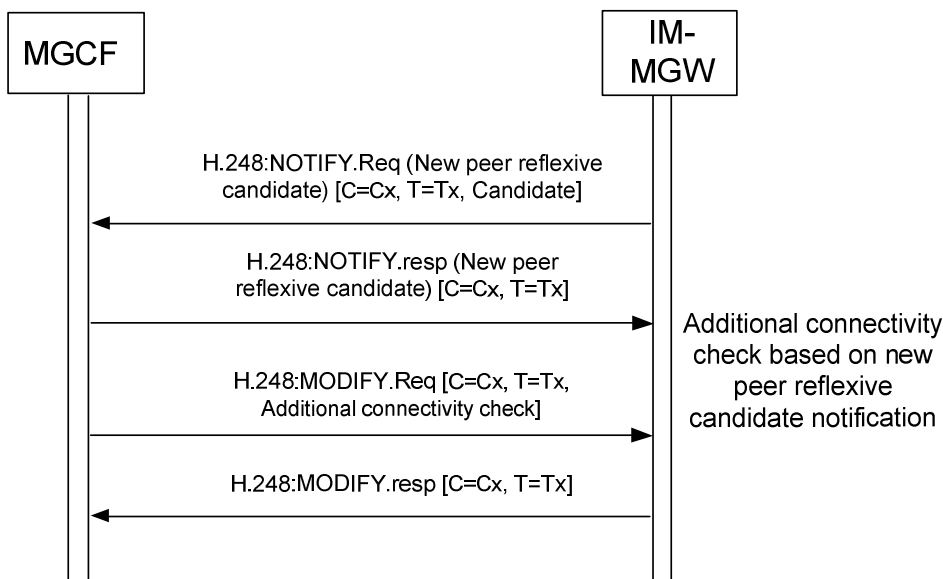 MGCF
IM-
MGW
H.248:NOTIFY.Req (New peer reflexive
candidate) [C=Cx, T=Tx, Candidate]
H.248:NOTIFY.resp (New peer
reflexive candidate) [C=Cx, T=Tx]
Additional connectivity
check based on new
peer reflexive
candidate notification
H.248:MODIFY.Req [C=Cx, T=Tx,
Additional connectivity check]
H.248:MODIFY.resp [C=Cx, T=Tx]